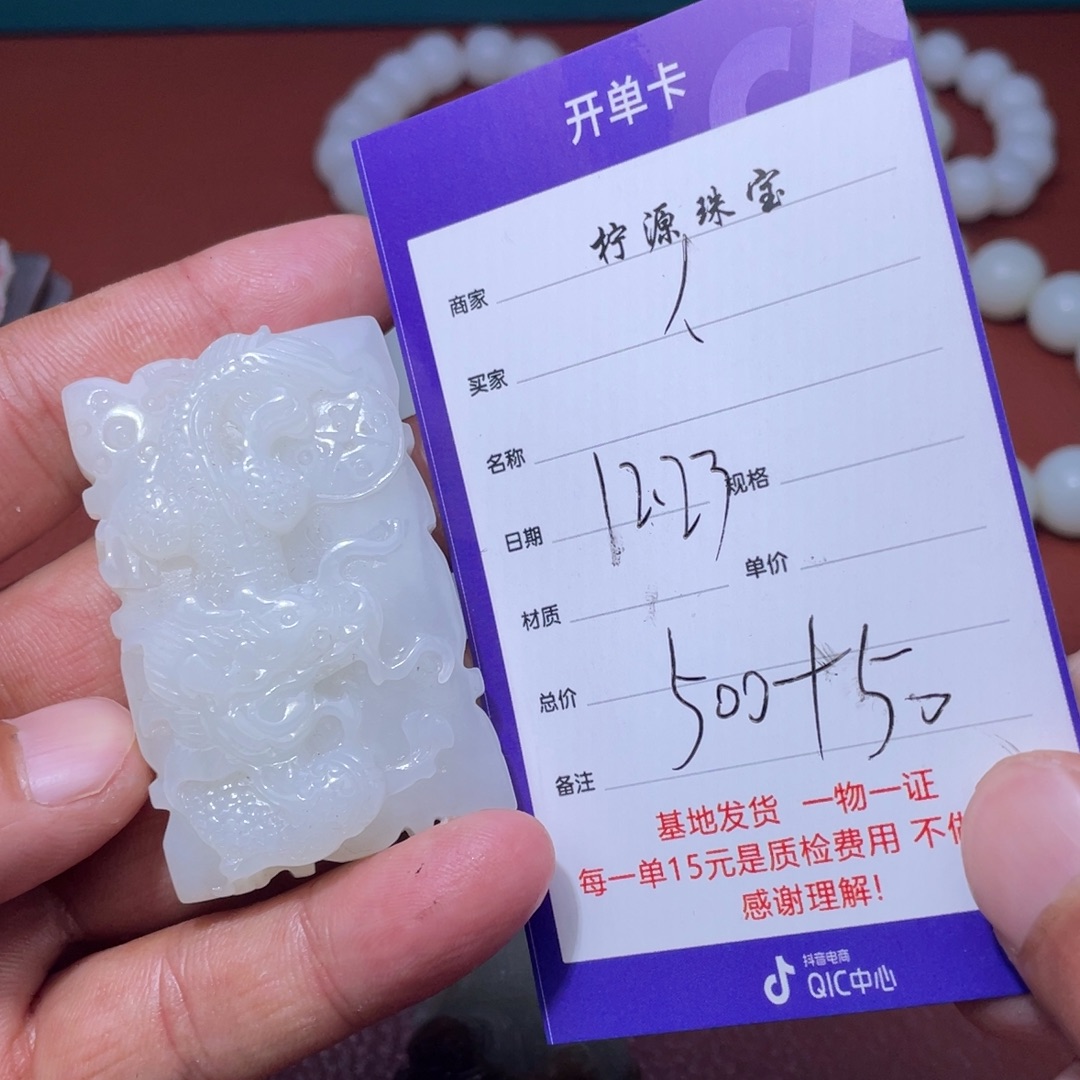 开单卡
柠源珠宝
商家
人
买家
名称
日期 12.23 规格
材质 单价
总价 500+50
备注
基地发货 一物一证
每一单15元是质检费用 不
感谢理解!
抖音电商
QIC中心